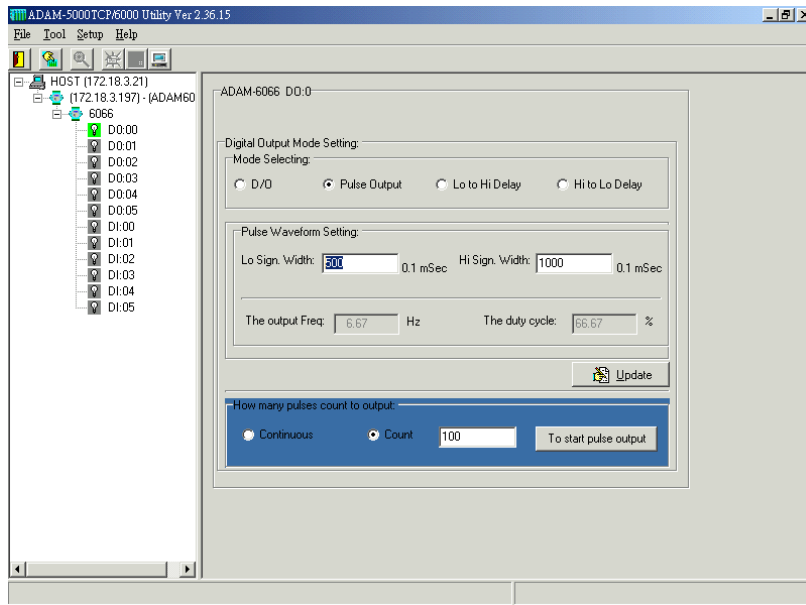 ADAM-5000TCP/6000 Utility Ver 2.36.15
File Tool Setup Help
HOST (172.18.3.21)
(172.18.3.197) - (ADAM60
6066
DO:00
DO:01
DO:02
DO:03
DO:04
DO:05
DI:00
DI:01
DI:02
DI:03
DI:04
DI:05
ADAM-6066 DO:0
Digital Output Mode Setting:
Mode Selecting:
D/O Pulse Output Lo to Hi Delay Hi to Lo Delay
Pulse Waveform Setting:
Lo Sign. Width: 500 0.1 mSec Hi Sign. Width: 1000 0.1 mSec
The output Freq: 6.67 Hz The duty cycle: 66.67 %
Update
How many pulses count to output:
Continuous Count 100 To start pulse output